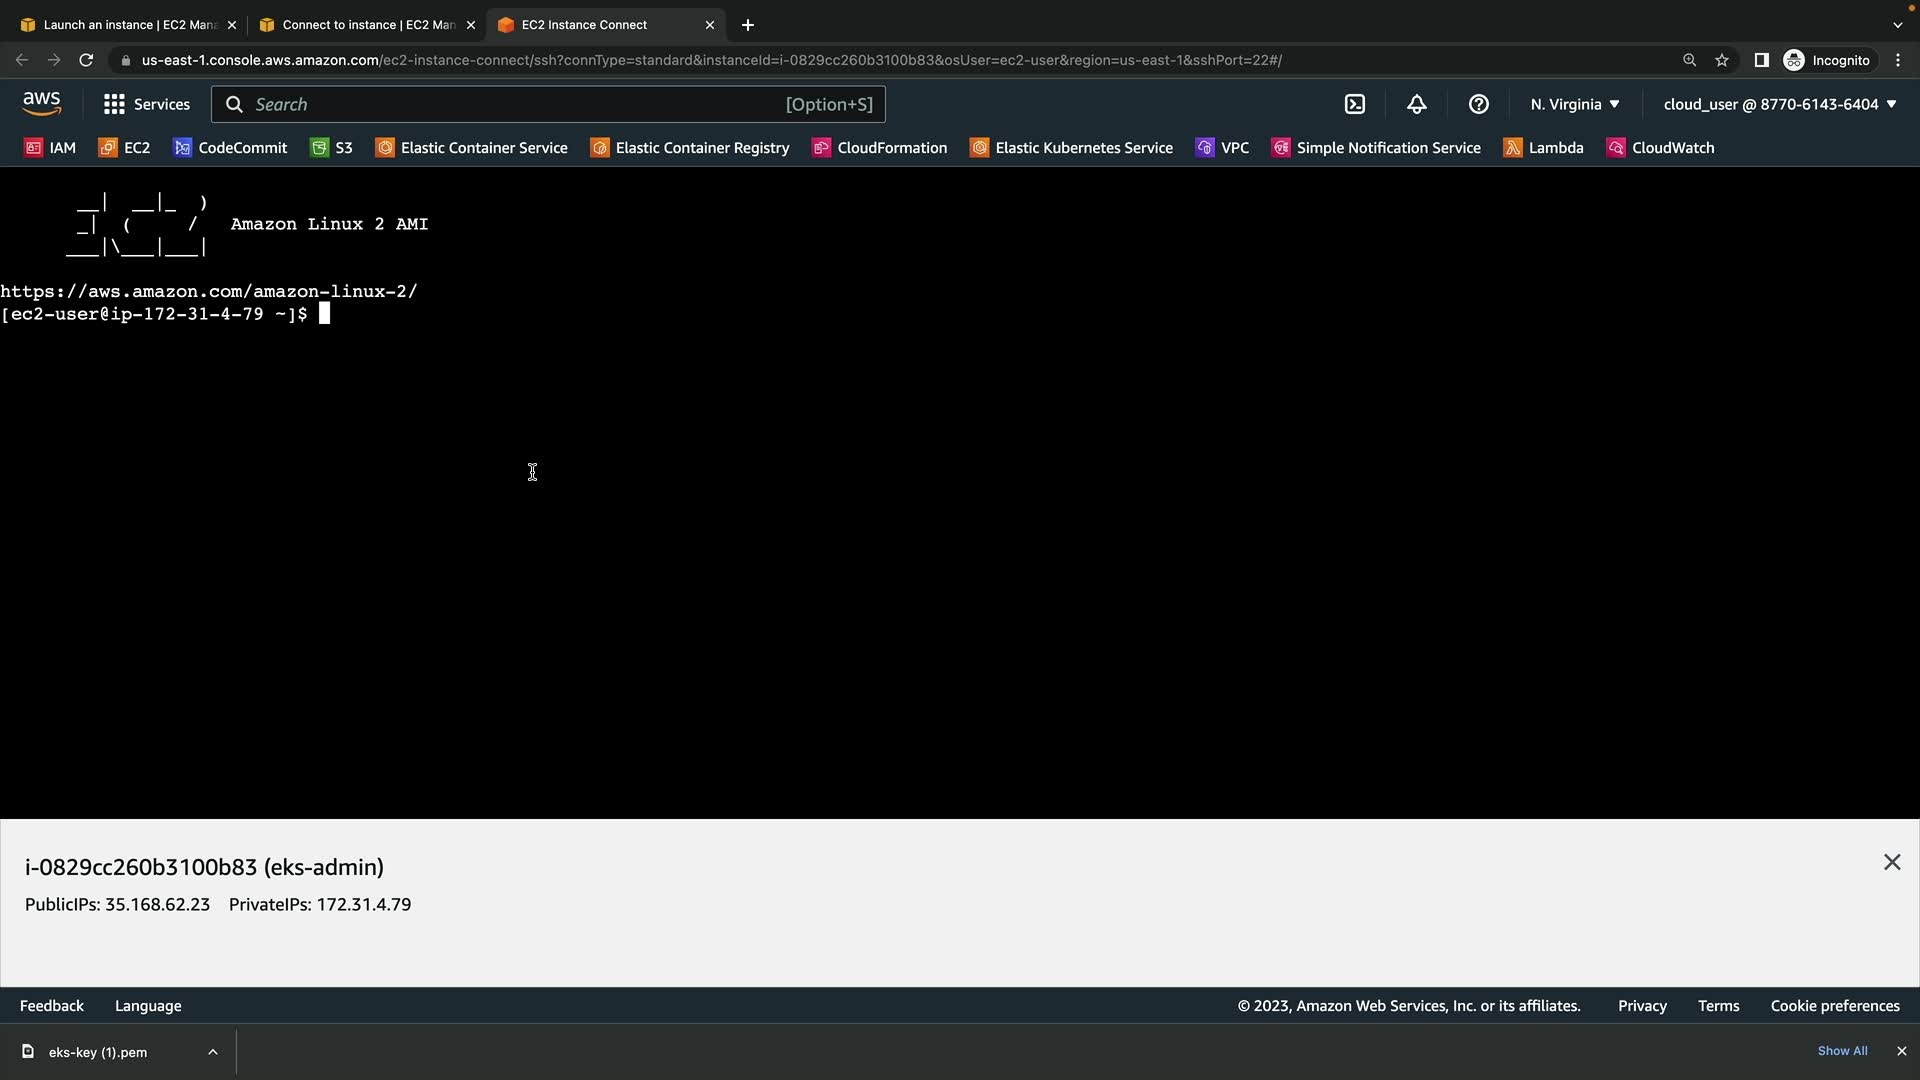 Launch an instance | EC2 Mana
Connect to instance | EC2 Man
EC2 Instance Connect
us-east-1.console.aws.amazon.com/ec2-instance-connect/ssh?connType=standard&instanceId=i-0829cc260b3100b83&osUser=ec2-user&region=us-east-1&sshPort=22#/
Incognito
aws
Services
Search
[Option+S]
N. Virginia
cloud_user @ 8770-6143-6404
IAM
EC2
CodeCommit
S3
Elastic Container Service
Elastic Container Registry
CloudFormation
Elastic Kubernetes Service
VPC
Simple Notification Service
Lambda
CloudWatch
__|  __|_  )
_|  (     /   Amazon Linux 2 AMI
___|\___|___|
https://aws.amazon.com/amazon-linux-2/
[ec2-user@ip-172-31-4-79 ~]$
i-0829cc260b3100b83 (eks-admin)
PublicIPs: 35.168.62.23 PrivateIPs: 172.31.4.79
Feedback
Language
© 2023, Amazon Web Services, Inc. or its affiliates.
Privacy
Terms
Cookie preferences
eks-key (1).pem
Show All